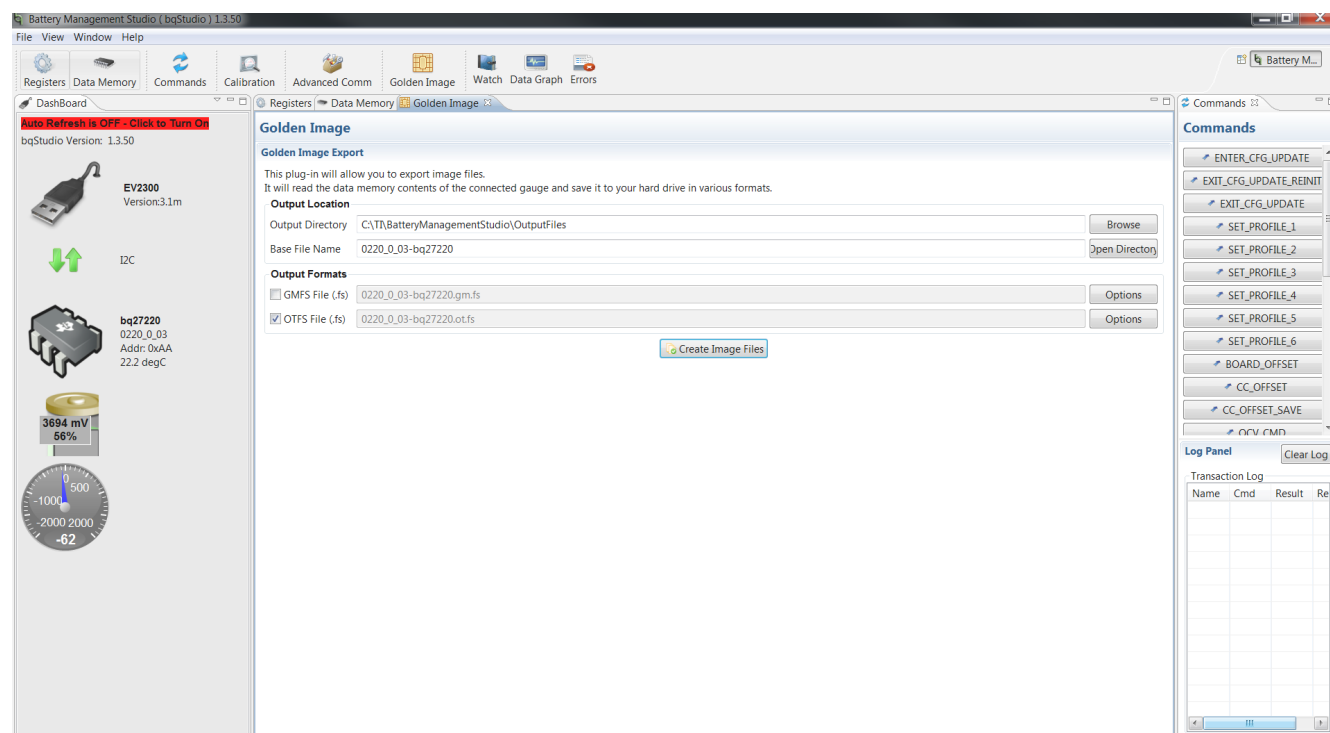 Battery Management Studio ( bqStudio ) 1.3.50
File View Window Help
Registers Data Memory Commands Calibration Advanced Comm Golden Image Watch Data Graph Errors
Battery M...
DashBoard
Auto Refresh is OFF - Click to Turn On
bqStudio Version: 1.3.50
EV2300
Version:3.1m
I2C
bq27220
0220_0_03
Addr: 0xAA
22.2 degC
3694 mV
56%
0
500
-1000
-2000 2000
-62
Registers Data Memory Golden Image
Golden Image
Golden Image Export
This plug-in will allow you to export image files.
It will read the data memory contents of the connected gauge and save it to your hard drive in various formats.
Output Location
Output Directory C:\TI\BatteryManagementStudio\OutputFiles Browse
Base File Name 0220_0_03-bq27220 Open Directory
Output Formats
GMFS File (.fs) 0220_0_03-bq27220.gm.fs Options
OTFS File (.fs) 0220_0_03-bq27220.ot.fs Options
Create Image Files
Commands
Commands
ENTER_CFG_UPDATE
EXIT_CFG_UPDATE_REINIT
EXIT_CFG_UPDATE
SET_PROFILE_1
SET_PROFILE_2
SET_PROFILE_3
SET_PROFILE_4
SET_PROFILE_5
SET_PROFILE_6
BOARD_OFFSET
CC_OFFSET
CC_OFFSET_SAVE
OCV_CMD
Log Panel Clear Log
Transaction Log
Name Cmd Result Re